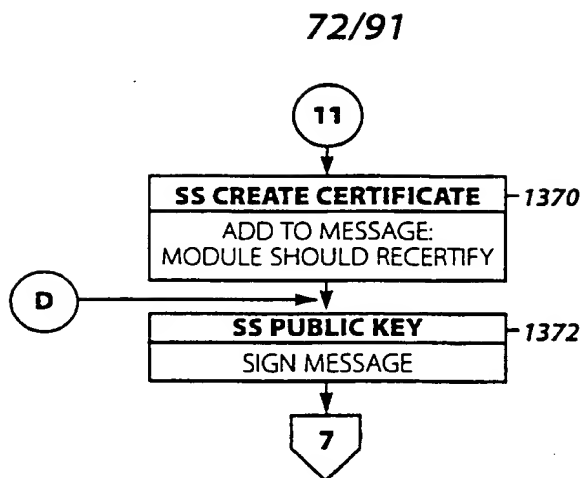 72/91
11
SS CREATE CERTIFICATE
1370
ADD TO MESSAGE:
MODULE SHOULD RECERTIFY
D
SS PUBLIC KEY
1372
SIGN MESSAGE
7